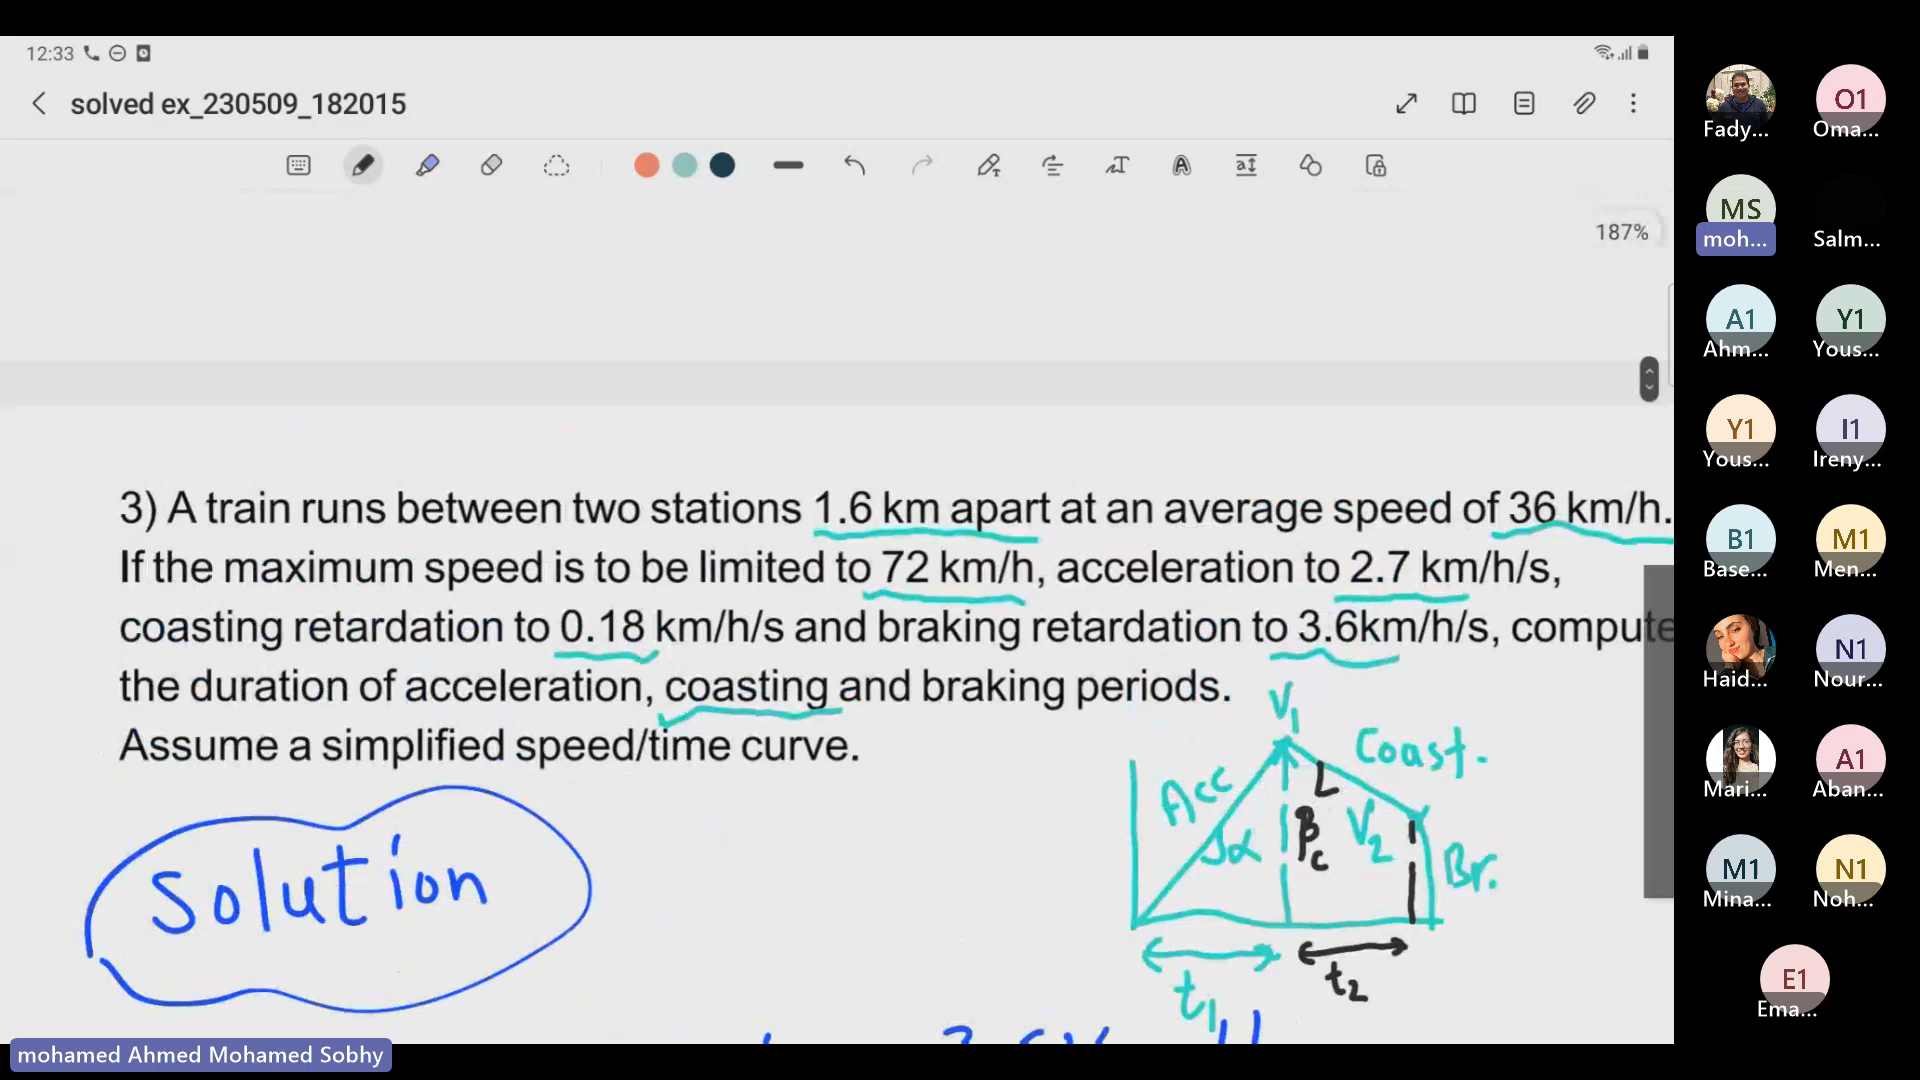 12:33
solved ex_230509_182015
187%
3) A train runs between two stations 1.6 km apart at an average speed of 36 km/h.
If the maximum speed is to be limited to 72 km/h, acceleration to 2.7 km/h/s,
coasting retardation to 0.18 km/h/s and braking retardation to 3.6km/h/s, compute
the duration of acceleration, coasting and braking periods.
Assume a simplified speed/time curve.
Solution
V1
Acc
Coast.
α
βc
V2
Br.
t1
t2
mohamed Ahmed Mohamed Sobhy
Fady...
O1
Oma...
MS
moh...
Salm...
A1
Ahm...
Y1
Yous...
Y1
Yous...
I1
Ireny...
B1
Base...
M1
Men...
Haid...
N1
Nour...
Mari...
A1
Aban...
M1
Mina...
N1
Noh...
E1
Ema...